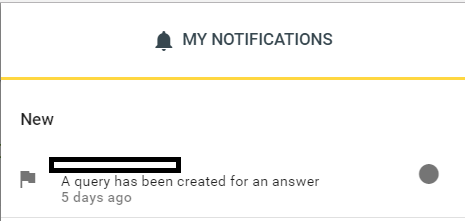 MY NOTIFICATIONS
New
A query has been created for an answer
5 days ago